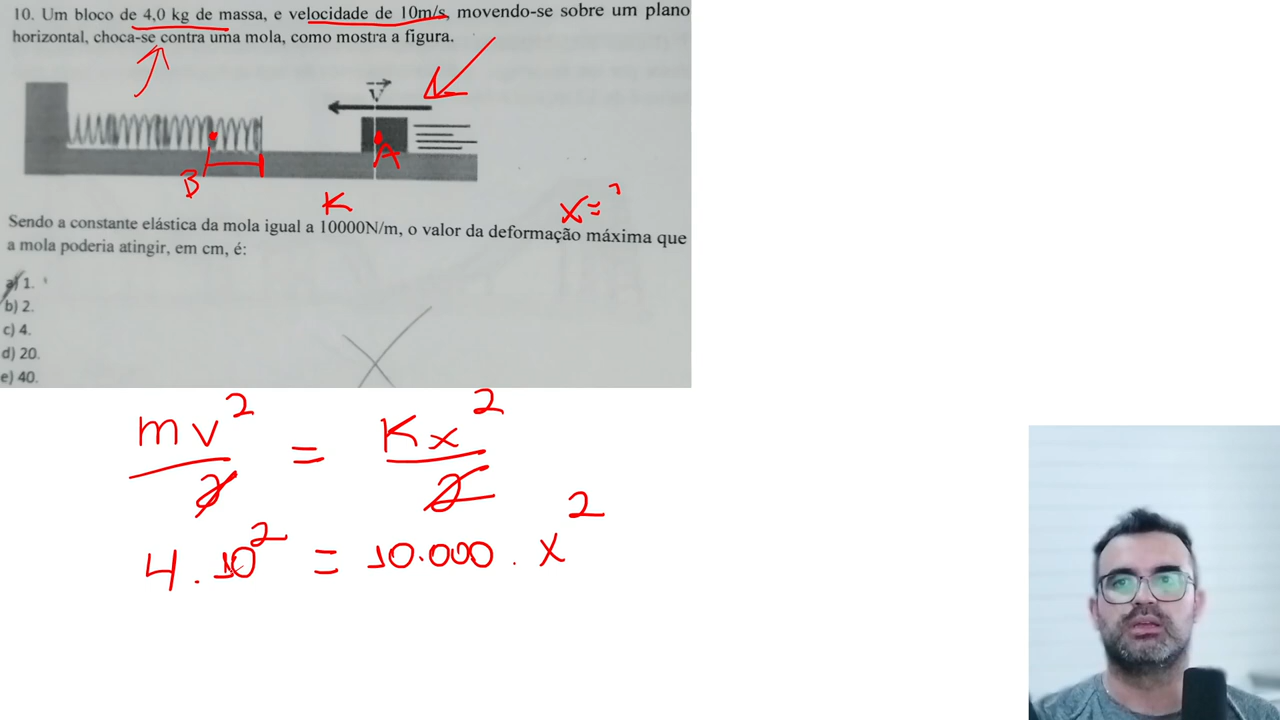 10. Um bloco de 4,0 kg de massa, e velocidade de 10m/s, movendo-se sobre um plano
horizontal, choca-se contra uma mola, como mostra a figura.
V
A
B
K
x = ?
Sendo a constante elástica da mola igual a 10000N/m, o valor da deformação máxima que
a mola poderia atingir, em cm, é:
a) 1.
b) 2.
c) 4.
d) 20.
e) 40.
mv²/2 = Kx²/2
4.10² = 10.000 . x²